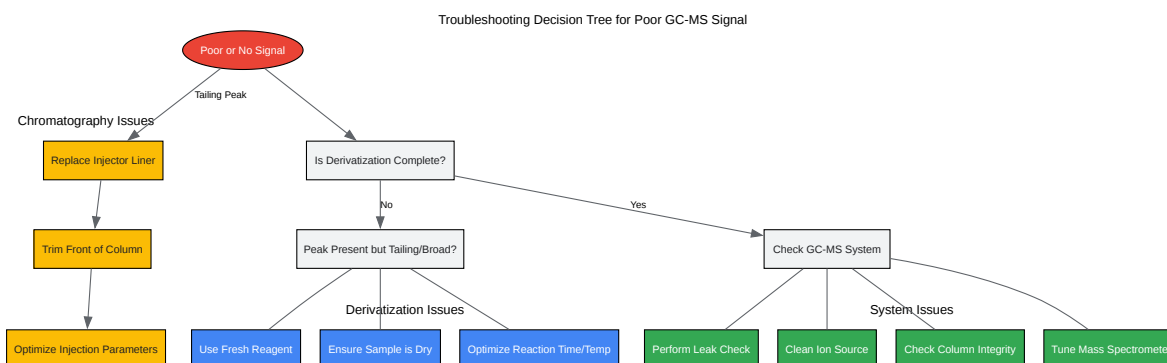 Troubleshooting Decision Tree for Poor GC-MS Signal
Poor or No Signal
Tailing Peak
Chromatography Issues
Replace Injector Liner
Is Derivatization Complete?
No
Yes
Trim Front of Column
Peak Present but Tailing/Broad?
Check GC-MS System
Derivatization Issues
System Issues
Optimize Injection Parameters
Use Fresh Reagent
Ensure Sample is Dry
Optimize Reaction Time/Temp
Perform Leak Check
Clean Ion Source
Check Column Integrity
Tune Mass Spectrometer